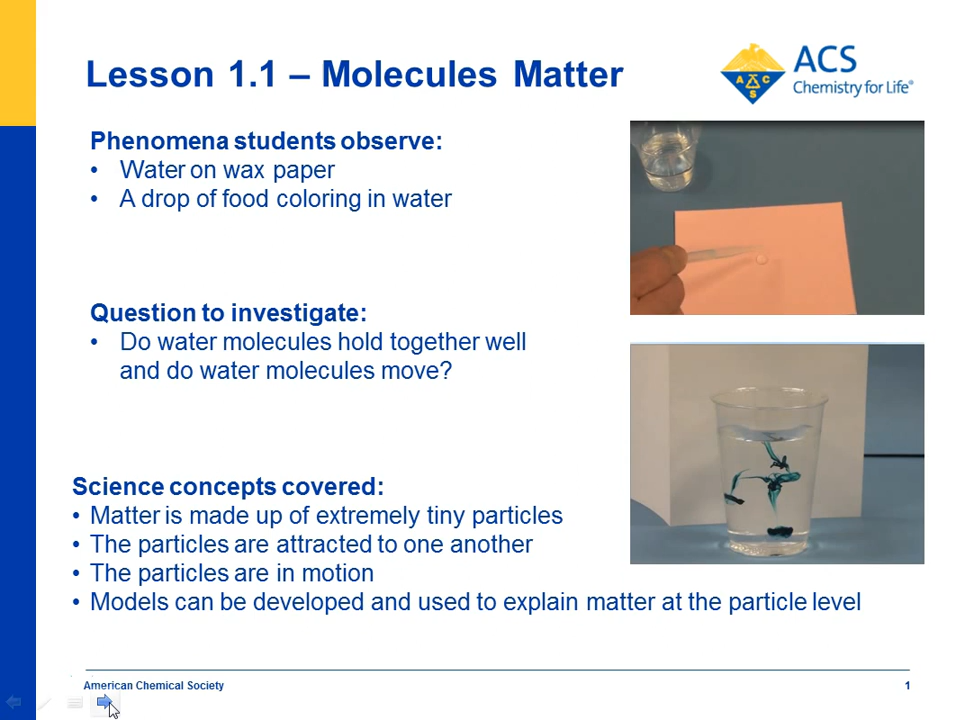 Lesson 1.1 – Molecules Matter
A C C S
ACS
Chemistry for Life®
Phenomena students observe:
• Water on wax paper
• A drop of food coloring in water
Question to investigate:
• Do water molecules hold together well
and do water molecules move?
Science concepts covered:
• Matter is made up of extremely tiny particles
• The particles are attracted to one another
• The particles are in motion
• Models can be developed and used to explain matter at the particle level
American Chemical Society
1